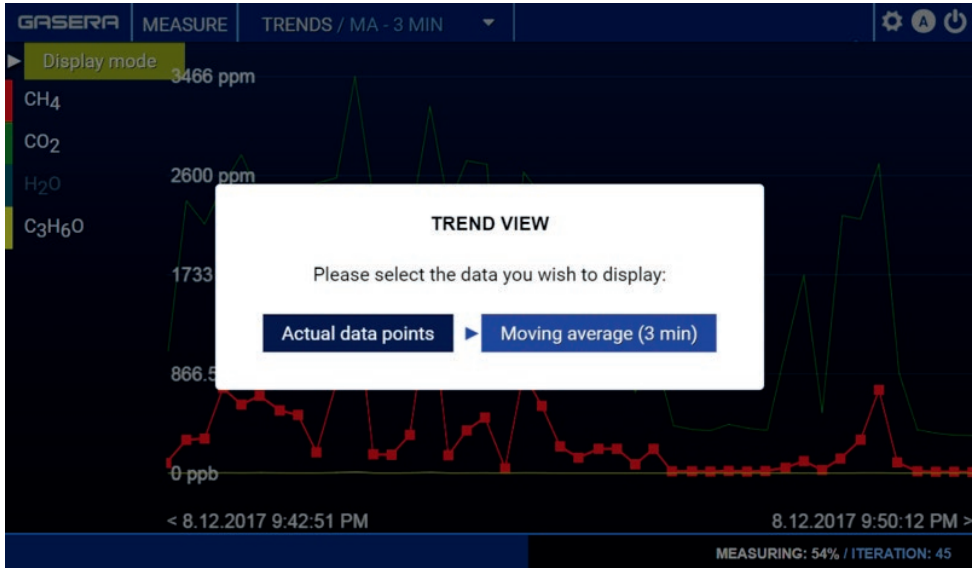 GASERA MEASURE TRENDS / MA - 3 MIN A
Display mode
3466 ppm
CH4
CO2
2600 ppm
H2O
C3H6O
TREND VIEW
Please select the data you wish to display:
1733
Actual data points Moving average (3 min)
866.5
0 ppb
< 8.12.2017 9:42:51 PM 8.12.2017 9:50:12 PM >
MEASURING: 54% / ITERATION: 45